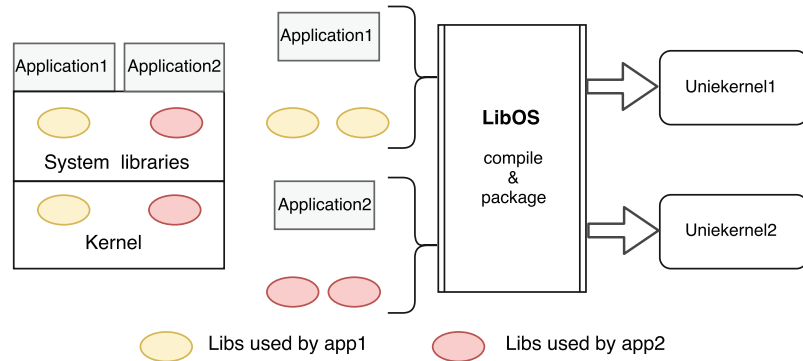 Application1
Application2
System libraries
Kernel
Application1
Application2
LibOS
compile
&
package
Uniekernel1
Uniekernel2
Libs used by app1
Libs used by app2